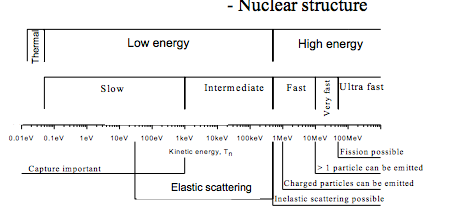 - Nuclear structure
Thermal
Low energy
High energy
Slow
Intermediate
Fast
Very fast
Ultra fast
0.01eV 0.1eV 1eV 10eV 100eV 1keV 10keV 100keV 1MeV 10MeV 100MeV
Kinetic energy, Tn
Fission possible
Capture important
> 1 particle can be emitted
Elastic scattering
Charged particles can be emitted
Inelastic scattering possible